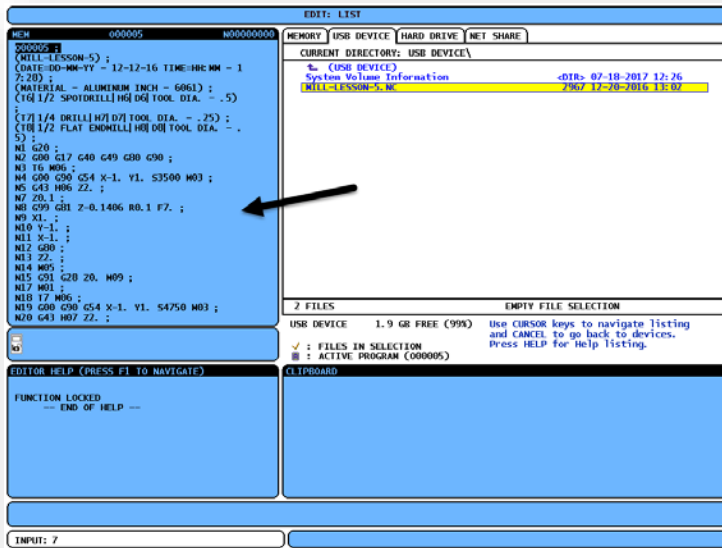 EDIT: LIST
MEM O00005 N00000000
O00005 ;
(MILL-LESSON-5) ;
(DATE=DD-MM-YY - 12-12-16 TIME=HH:MM - 1
7:20) ;
(MATERIAL - ALUMINUM INCH - 6061) ;
(T6| 1/2 SPOTDRILL| H6| D6| TOOL DIA. - .5)
;
(T7| 1/4 DRILL| H7| D7| TOOL DIA. - .25) ;
(T8| 1/2 FLAT ENDMILL| H8| D8| TOOL DIA. - .
5) ;
N1 G20 ;
N2 G00 G17 G40 G49 G80 G90 ;
N3 T6 M06 ;
N4 G00 G90 G54 X-1. Y1. S3500 M03 ;
N5 G43 H06 Z2. ;
N7 Z0.1 ;
N8 G99 G81 Z-0.1406 R0.1 F7. ;
N9 X1. ;
N10 Y-1. ;
N11 X-1. ;
N12 G80 ;
N13 Z2. ;
N14 M05 ;
N15 G91 G28 Z0. M09 ;
N17 M01 ;
N18 T7 M06 ;
N19 G00 G90 G54 X-1. Y1. S4750 M03 ;
N20 G43 H07 Z2. ;
MEMORY USB DEVICE HARD DRIVE NET SHARE
CURRENT DIRECTORY: USB DEVICE\
(USB DEVICE)
System Volume Information <DIR> 07-18-2017 12:26
MILL-LESSON-5.NC 2967 12-20-2016 13:02
2 FILES EMPTY FILE SELECTION
USB DEVICE 1.9 GB FREE (99%)
✓ : FILES IN SELECTION
: ACTIVE PROGRAM (O00005)
Use CURSOR keys to navigate listing
and CANCEL to go back to devices.
Press HELP for Help listing.
EDITOR HELP (PRESS F1 TO NAVIGATE)
FUNCTION LOCKED
-- END OF HELP --
CLIPBOARD
INPUT: 7